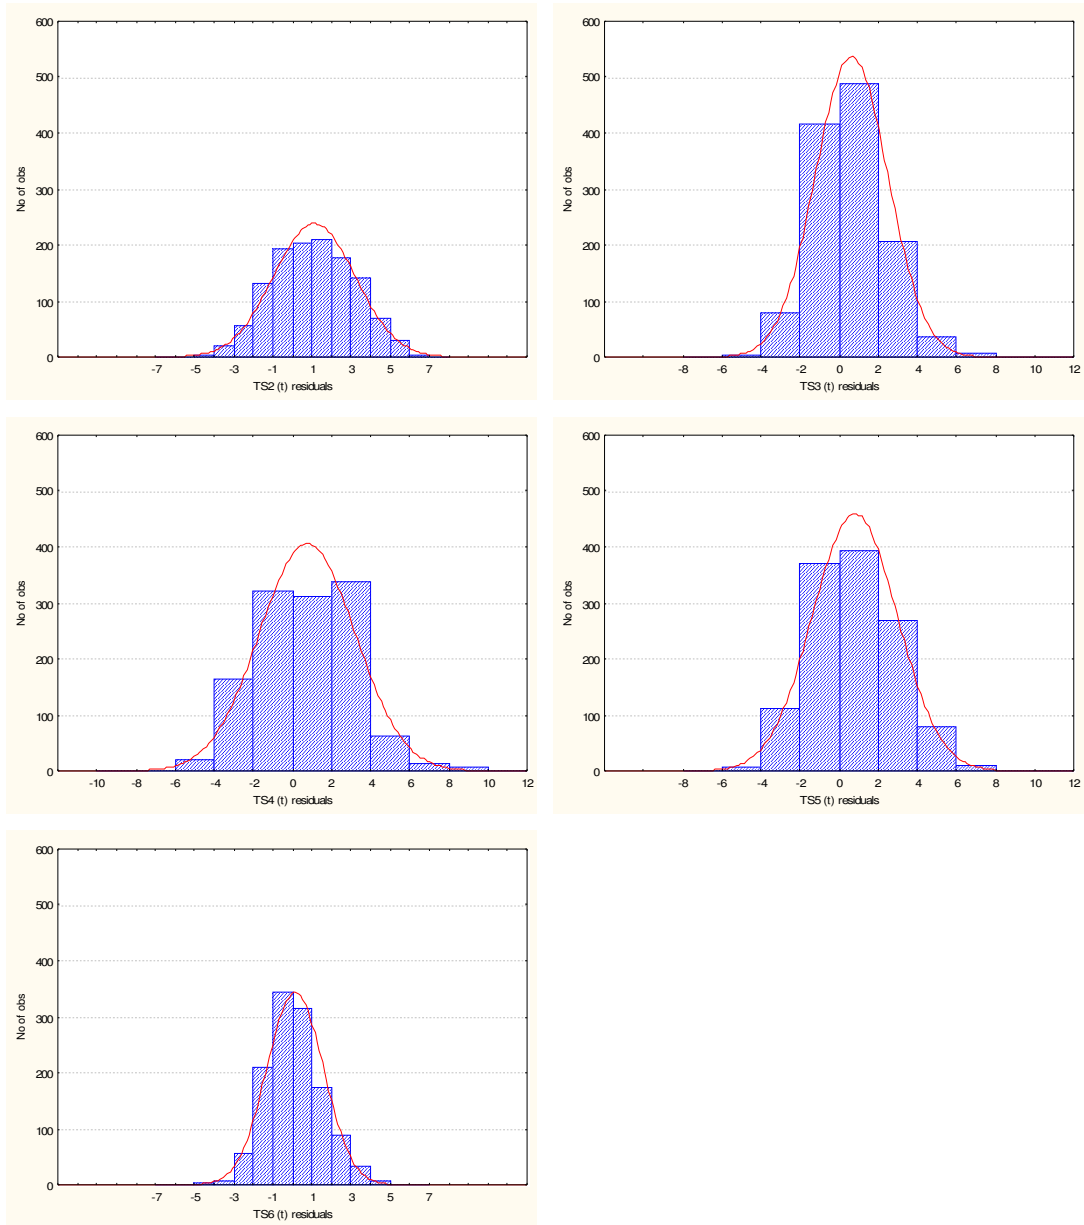 600
500
400
300
200
100
0
No of obs
-7 -5 -3 -1 1 3 5 7
TS2 (t) residuals
600
500
400
300
200
100
0
No of obs
-8 -6 -4 -2 0 2 4 6 8 10 12
TS3 (t) residuals
600
500
400
300
200
100
0
No of obs
-10 -8 -6 -4 -2 0 2 4 6 8 10 12
TS4 (t) residuals
600
500
400
300
200
100
0
No of obs
-8 -6 -4 -2 0 2 4 6 8 10 12
TS5 (t) residuals
600
500
400
300
200
100
0
No of obs
-7 -5 -3 -1 1 3 5 7
TS6 (t) residuals